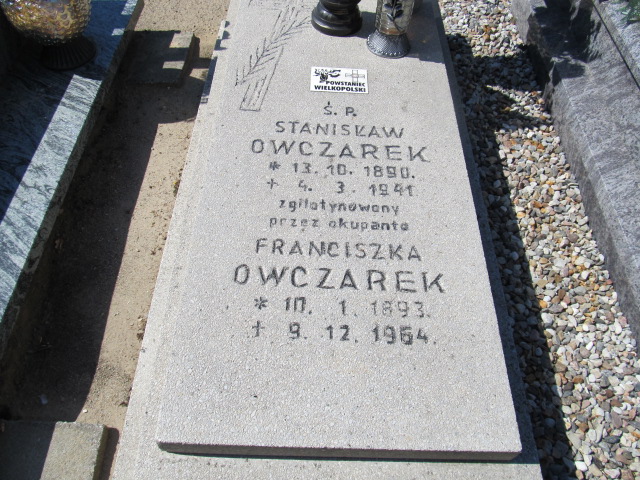 POWSTANIEC
WIELKOPOLSKI
Ś. P.
STANISŁAW
OWCZAREK
* 13. 10. 1890.
+ 4. 3. 1941.
zgilotynowany
przez okupanta
FRANCISZKA
OWCZAREK
* 10. 1. 1893.
+ 9. 12. 1964.